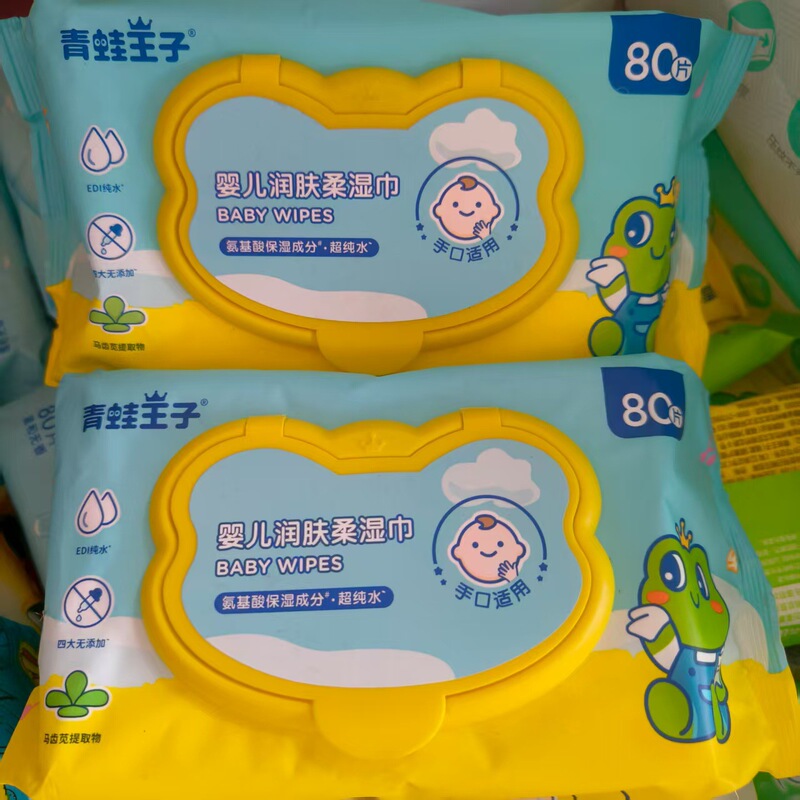 青蛙王子®
80片
EDI纯水*
四大无添加*
马齿苋提取物
婴儿润肤柔湿巾
BABY WIPES
氨基酸保湿成分#·超纯水*
手口适用
青蛙王子®
80片
EDI纯水*
四大无添加*
马齿苋提取物
婴儿润肤柔湿巾
BABY WIPES
氨基酸保湿成分#·超纯水*
手口适用